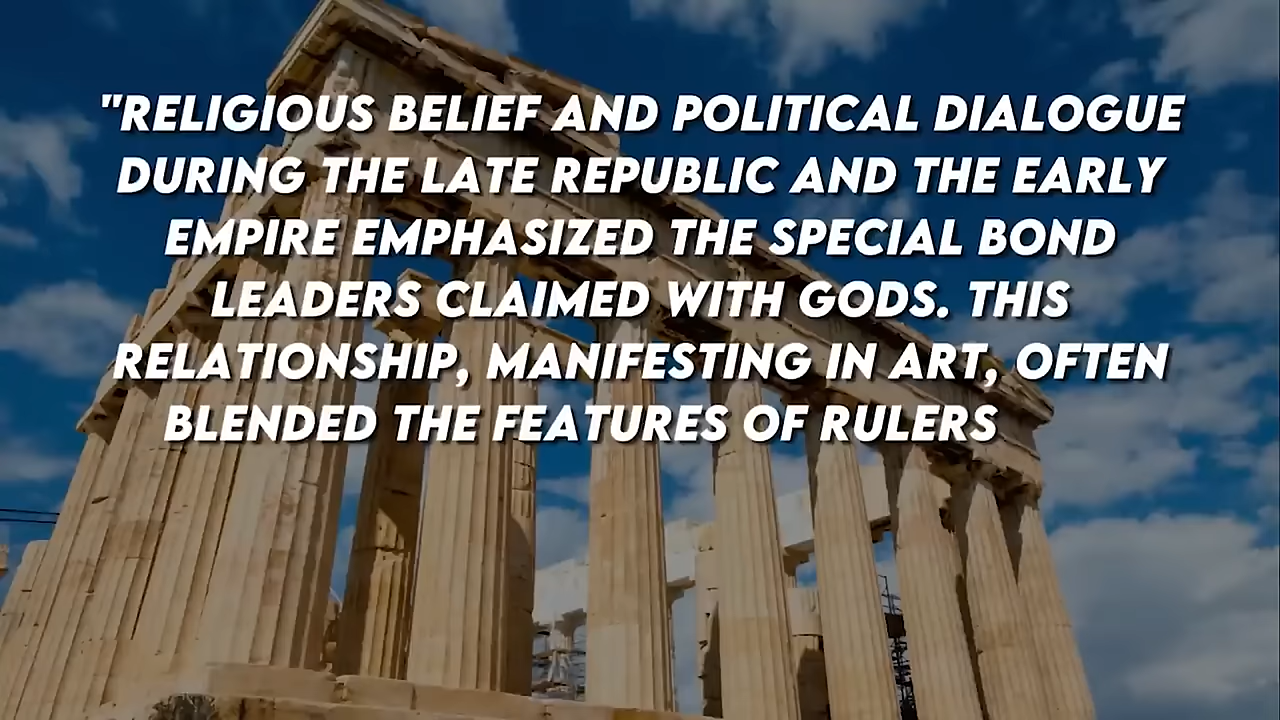 "RELIGIOUS BELIEF AND POLITICAL DIALOGUE
DURING THE LATE REPUBLIC AND THE EARLY
EMPIRE EMPHASIZED THE SPECIAL BOND
LEADERS CLAIMED WITH GODS. THIS
RELATIONSHIP, MANIFESTING IN ART, OFTEN
BLENDED THE FEATURES OF RULERS